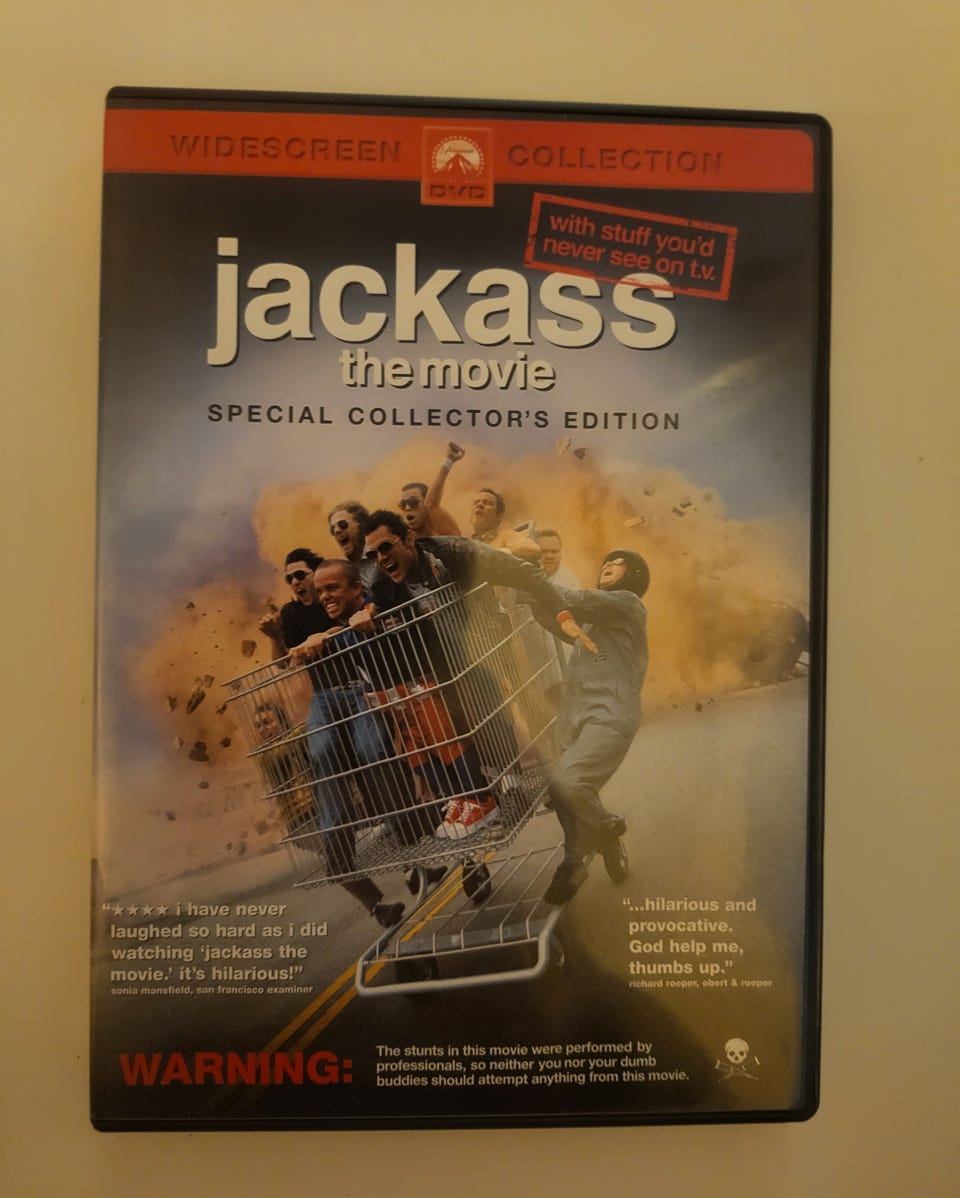 WIDESCREEN COLLECTION
Paramount
DVD
with stuff you'd
never see on t.v.
jackass
the movie
SPECIAL COLLECTOR'S EDITION
"★★★★ i have never
laughed so hard as i did
watching 'jackass the
movie.' it's hilarious!"
sonia mansfield, san francisco examiner
"...hilarious and
provocative.
God help me,
thumbs up."
richard roeper, ebert & roeper
WARNING:
The stunts in this movie were performed by
professionals, so neither you nor your dumb
buddies should attempt anything from this movie.